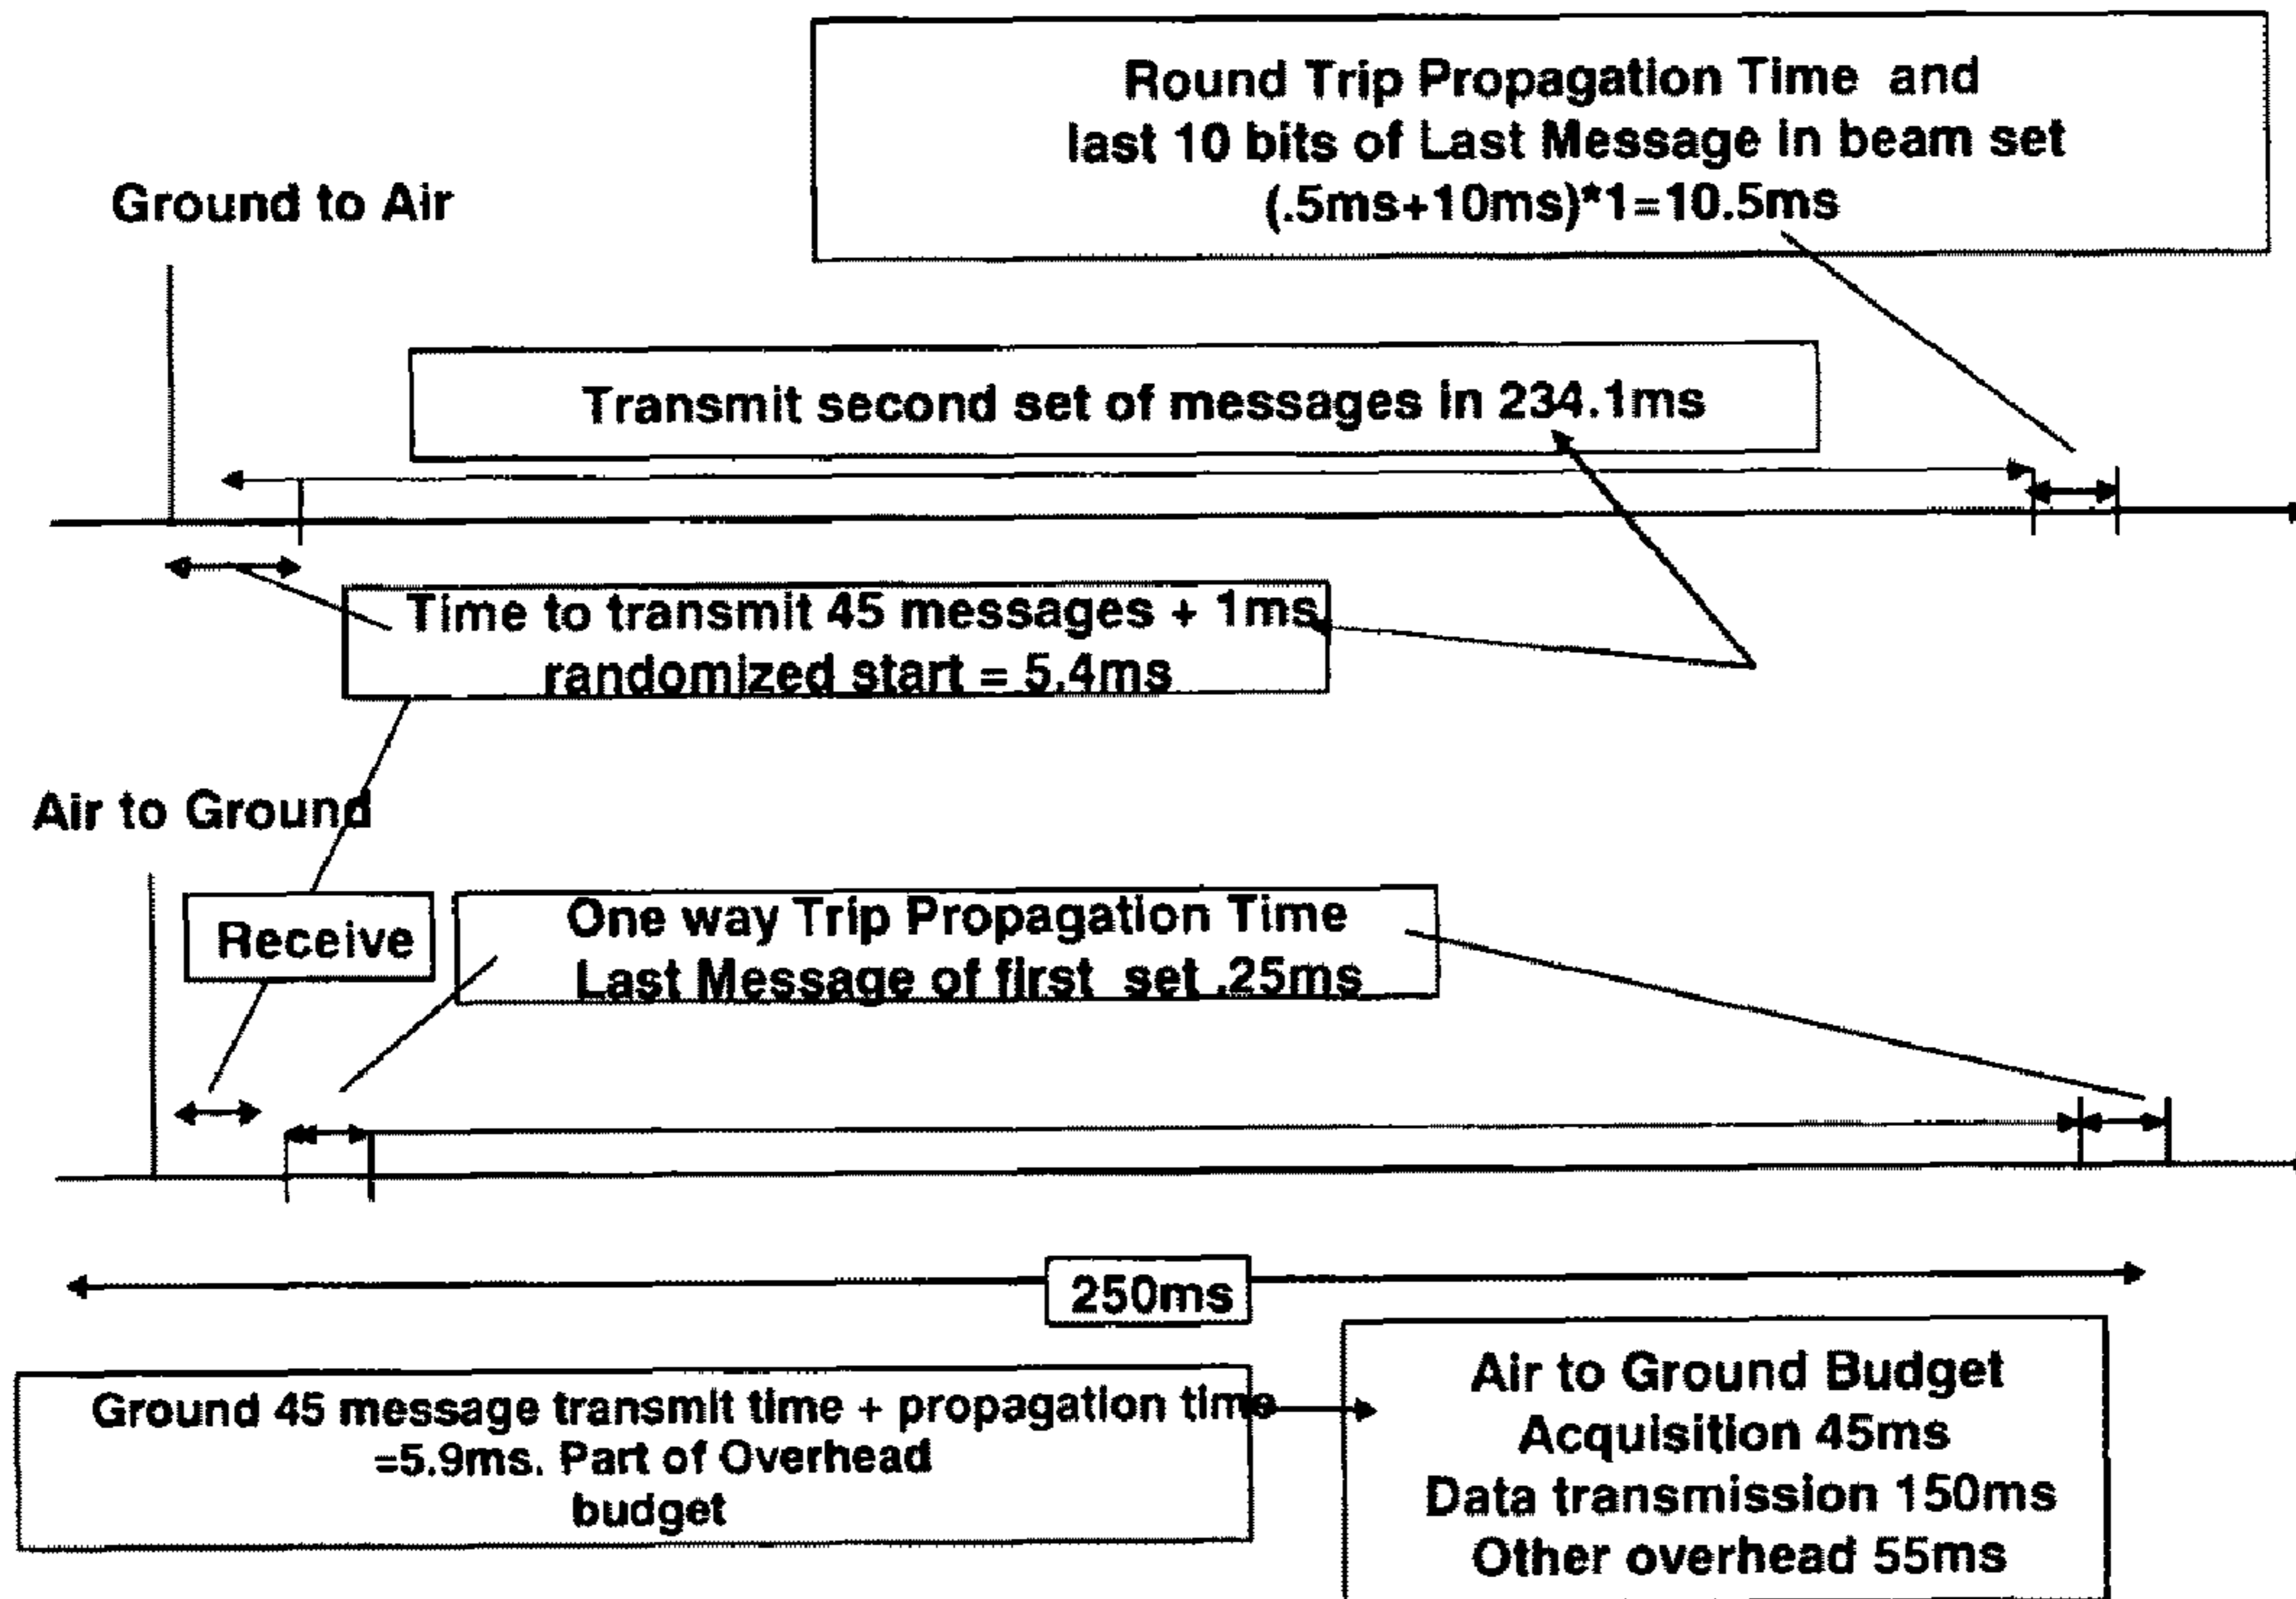 Round Trip Propagation Time and
last 10 bits of Last Message in beam set
(.5ms+10ms)*1=10.5ms
Ground to Air
Transmit second set of messages in 234.1ms
Time to transmit 45 messages + 1ms
randomized start = 5.4ms
Air to Ground
Receive
One way Trip Propagation Time
Last Message of first set .25ms
250ms
Ground 45 message transmit time + propagation time
=5.9ms. Part of Overhead
budget
Air to Ground Budget
Acquisition 45ms
Data transmission 150ms
Other overhead 55ms